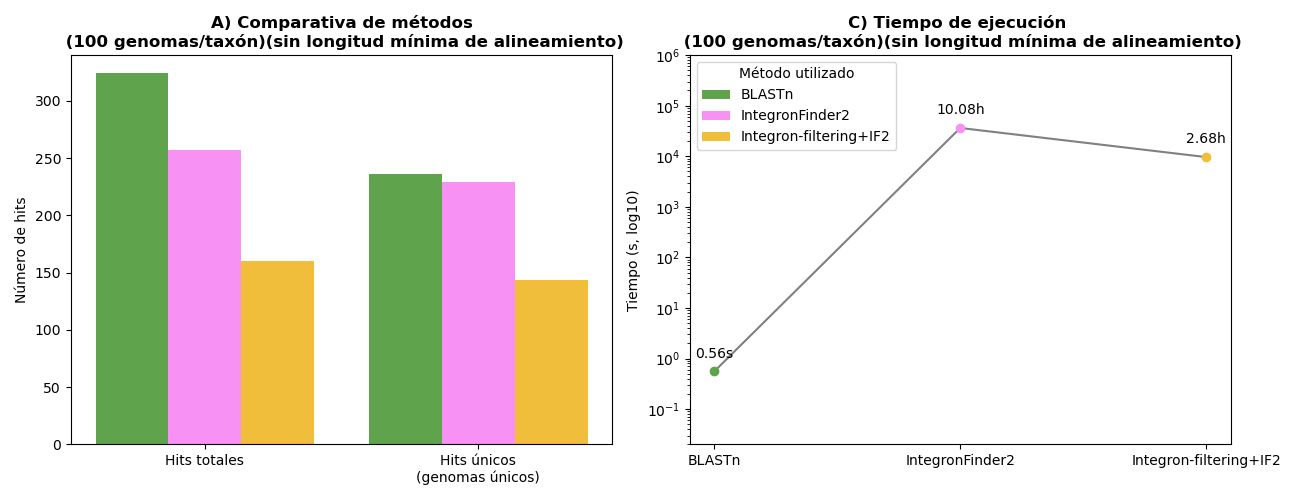 A) Comparativa de métodos
(100 genomas/taxón)(sin longitud mínima de alineamiento)
Número de hits
300
250
200
150
100
50
0
Hits totales
Hits únicos
(genomas únicos)
C) Tiempo de ejecución
(100 genomas/taxón)(sin longitud mínima de alineamiento)
Tiempo (s, log10)
10⁶
10⁵
10⁴
10³
10²
10¹
10⁰
10⁻¹
Método utilizado
BLASTn
IntegronFinder2
Integron-filtering+IF2
0.56s
10.08h
2.68h
BLASTn
IntegronFinder2
Integron-filtering+IF2